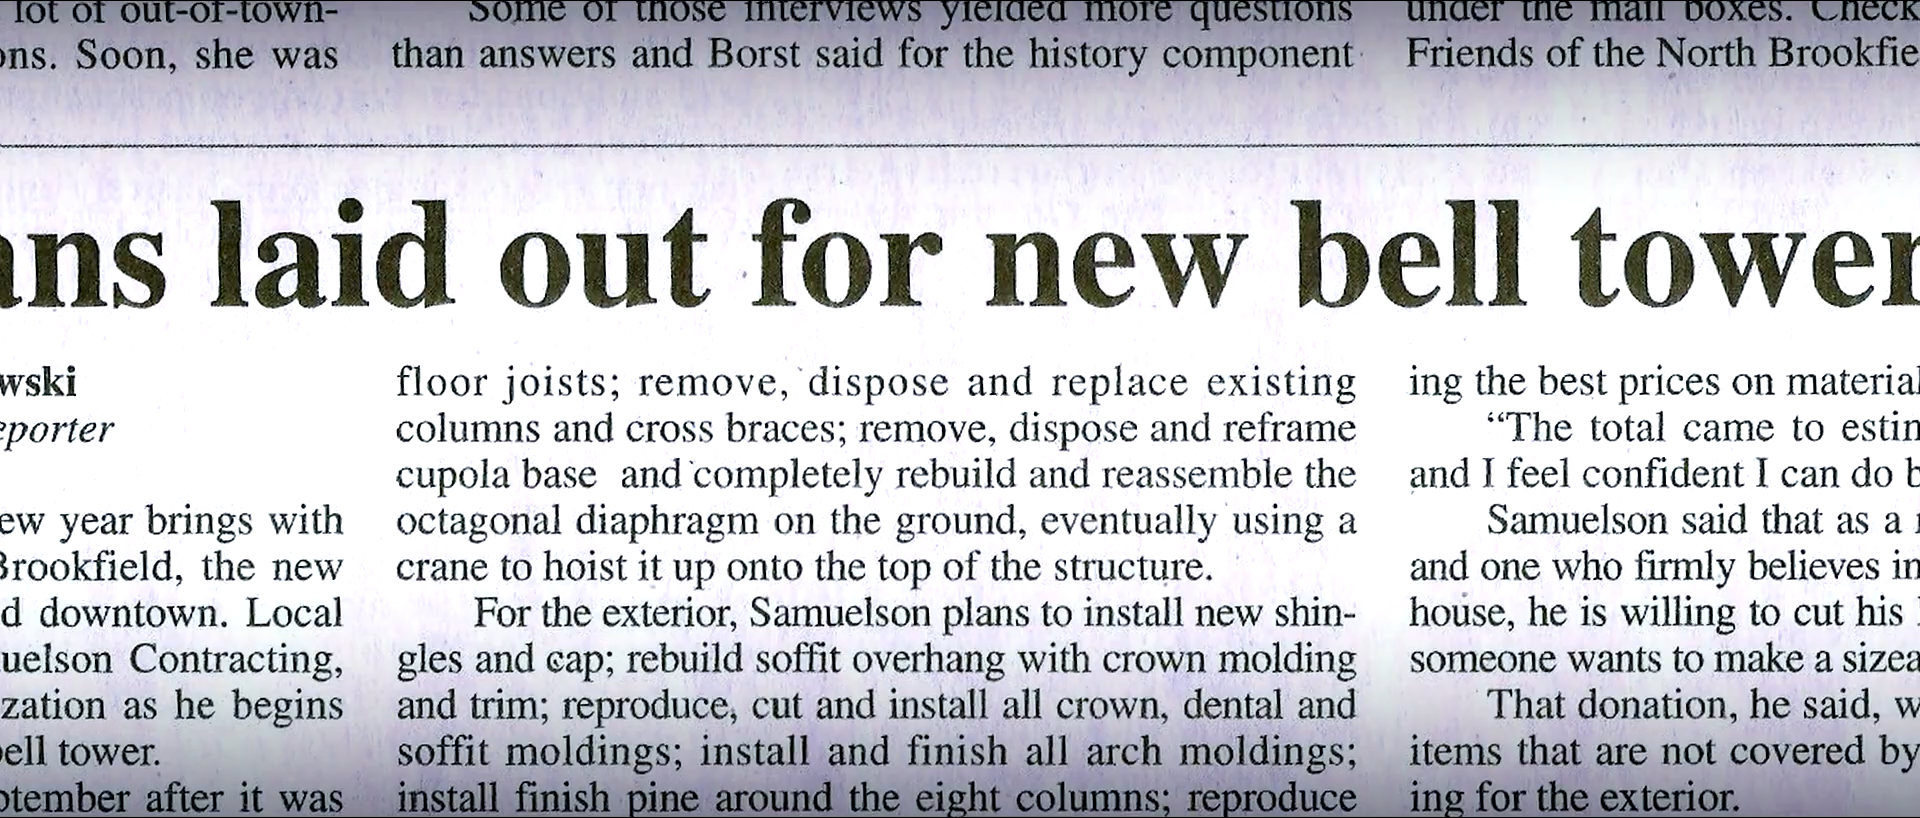 lot of out-of-town-
ons. Soon, she was
Some of those interviews yielded more questions
than answers and Borst said for the history component
under the mail boxes. Check
Friends of the North Brookfie
ans laid out for new bell tower
wski
eporter
ew year brings with
Brookfield, the new
d downtown. Local
uelson Contracting,
zation as he begins
bell tower.
ptember after it was
floor joists; remove, dispose and replace existing
columns and cross braces; remove, dispose and reframe
cupola base and completely rebuild and reassemble the
octagonal diaphragm on the ground, eventually using a
crane to hoist it up onto the top of the structure.
For the exterior, Samuelson plans to install new shin-
gles and cap; rebuild soffit overhang with crown molding
and trim; reproduce, cut and install all crown, dental and
soffit moldings; install and finish all arch moldings;
install finish pine around the eight columns; reproduce
ing the best prices on material
“The total came to estim
and I feel confident I can do b
Samuelson said that as a
and one who firmly believes in
house, he is willing to cut his
someone wants to make a sizea
That donation, he said, w
items that are not covered by
ing for the exterior.